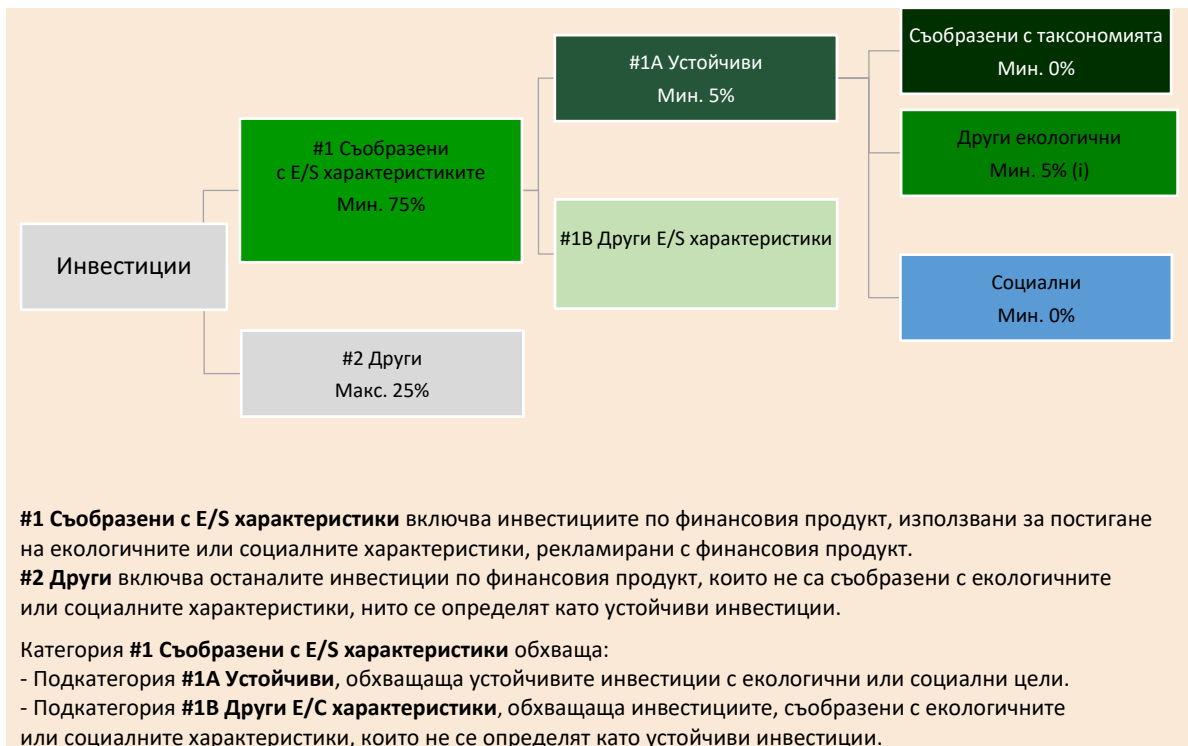 Инвестиции
#1 Съобразени
с E/S характеристиките
Мин. 75%
#2 Други
Макс. 25%
#1A Устойчиви
Мин. 5%
#1B Други E/S характеристики
Съобразени с таксономията
Мин. 0%
Други екологични
Мин. 5% (i)
Социални
Мин. 0%
#1 Съобразени с E/S характеристики включва инвестициите по финансовия продукт, използвани за постигане
на екологичните или социалните характеристики, рекламирани с финансовия продукт.
#2 Други включва останалите инвестиции по финансовия продукт, които не са съобразени с екологичните
или социалните характеристики, нито се определят като устойчиви инвестиции.
Категория #1 Съобразени с E/S характеристики обхваща:
- Подкатегория #1A Устойчиви, обхващаща устойчивите инвестиции с екологични или социални цели.
- Подкатегория #1B Други E/C характеристики, обхващаща инвестициите, съобразени с екологичните
или социалните характеристики, които не се определят като устойчиви инвестиции.